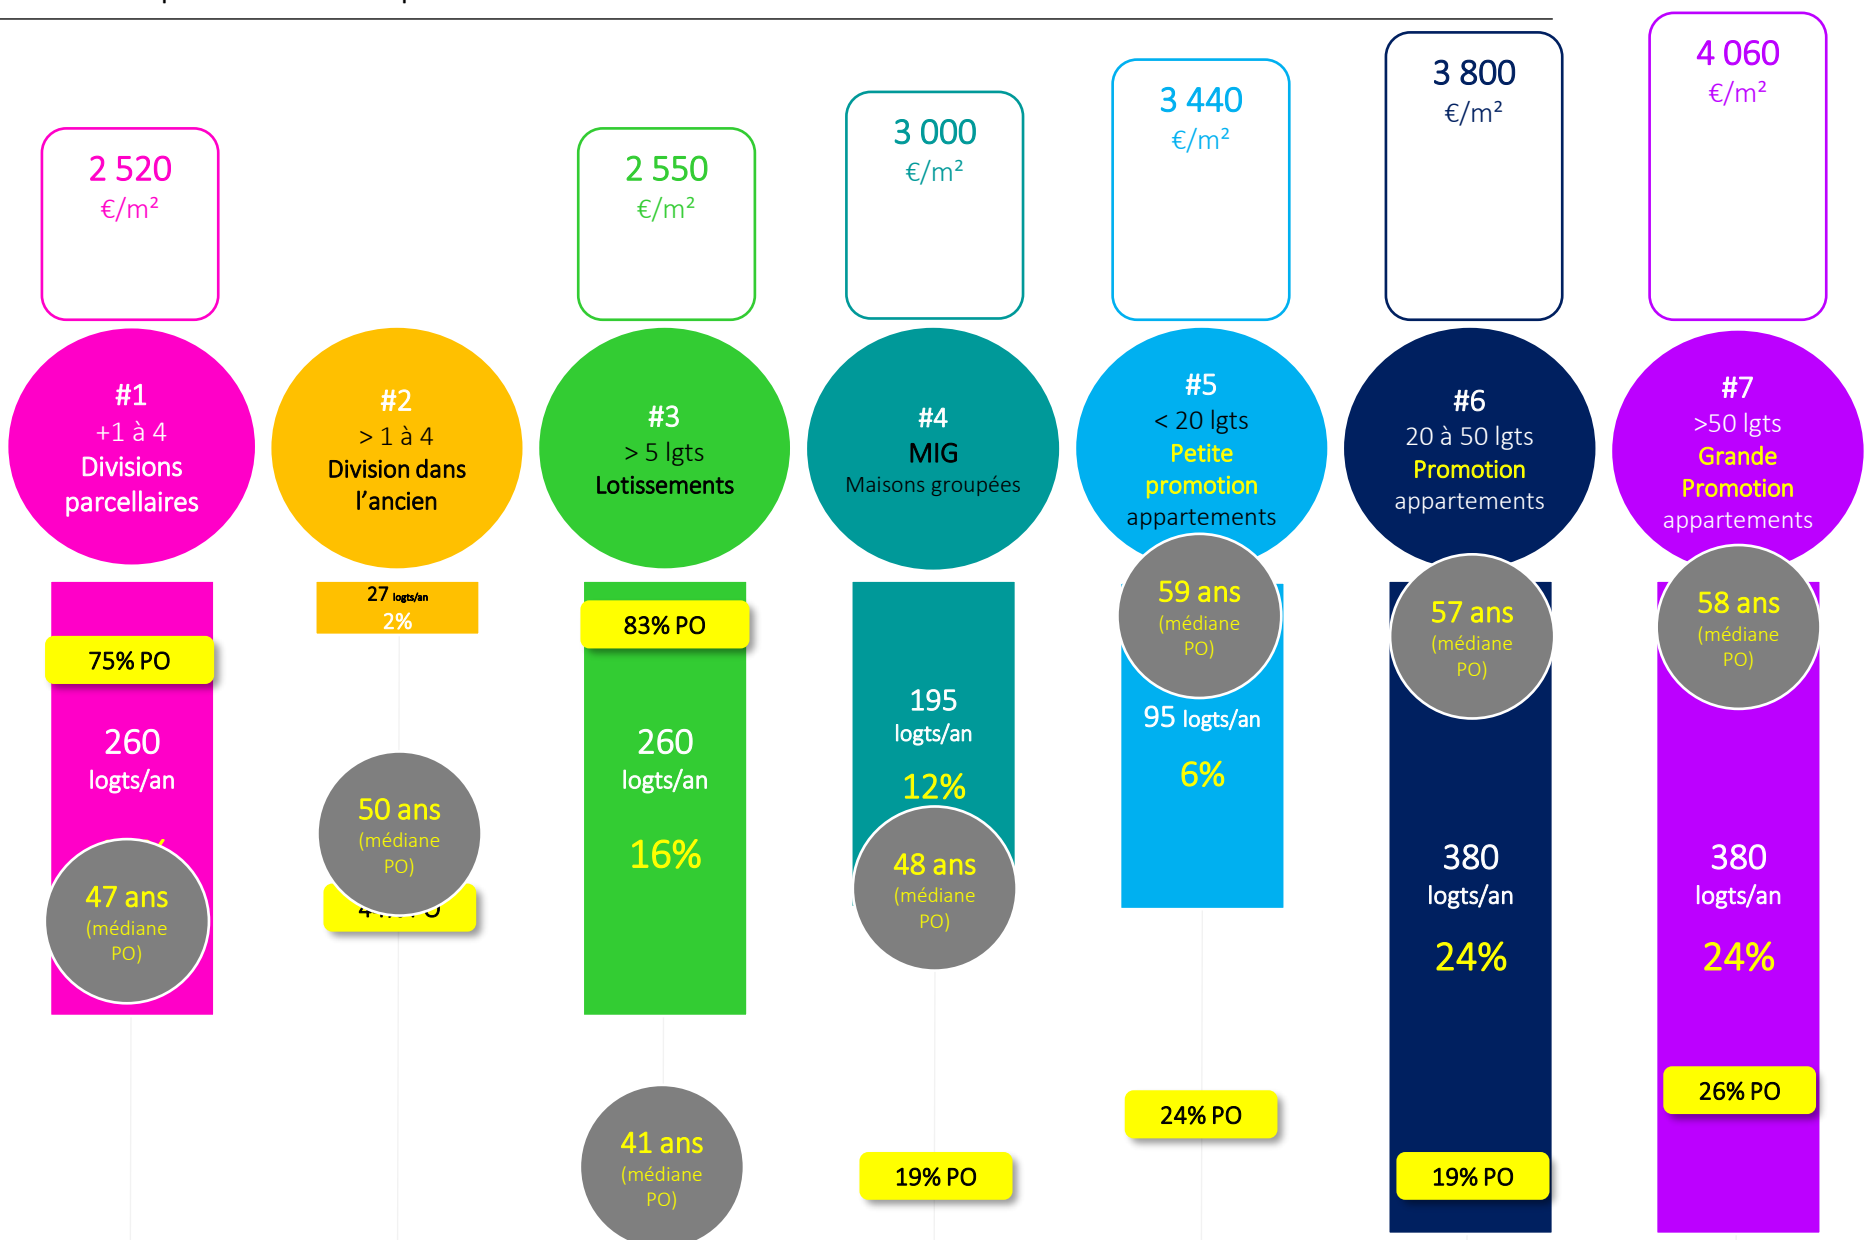 2 520
€/m²
2 550
€/m²
3 000
€/m²
3 440
€/m²
3 800
€/m²
4 060
€/m²
#1
+1 à 4
Divisions
parcellaires
#2
> 1 à 4
Division dans
l’ancien
#3
> 5 lgts
Lotissements
#4
MIG
Maisons groupées
#5
< 20 lgts
Petite
promotion
appartements
#6
20 à 50 lgts
Promotion
appartements
#7
>50 lgts
Grande
Promotion
appartements
75% PO
260
logts/an
47 ans
(médiane
PO)
27 logts/an
2%
50 ans
(médiane
PO)
83% PO
260
logts/an
16%
41 ans
(médiane
PO)
195
logts/an
12%
48 ans
(médiane
PO)
19% PO
59 ans
(médiane
PO)
95 logts/an
6%
24% PO
57 ans
(médiane
PO)
380
logts/an
24%
19% PO
58 ans
(médiane
PO)
380
logts/an
24%
26% PO